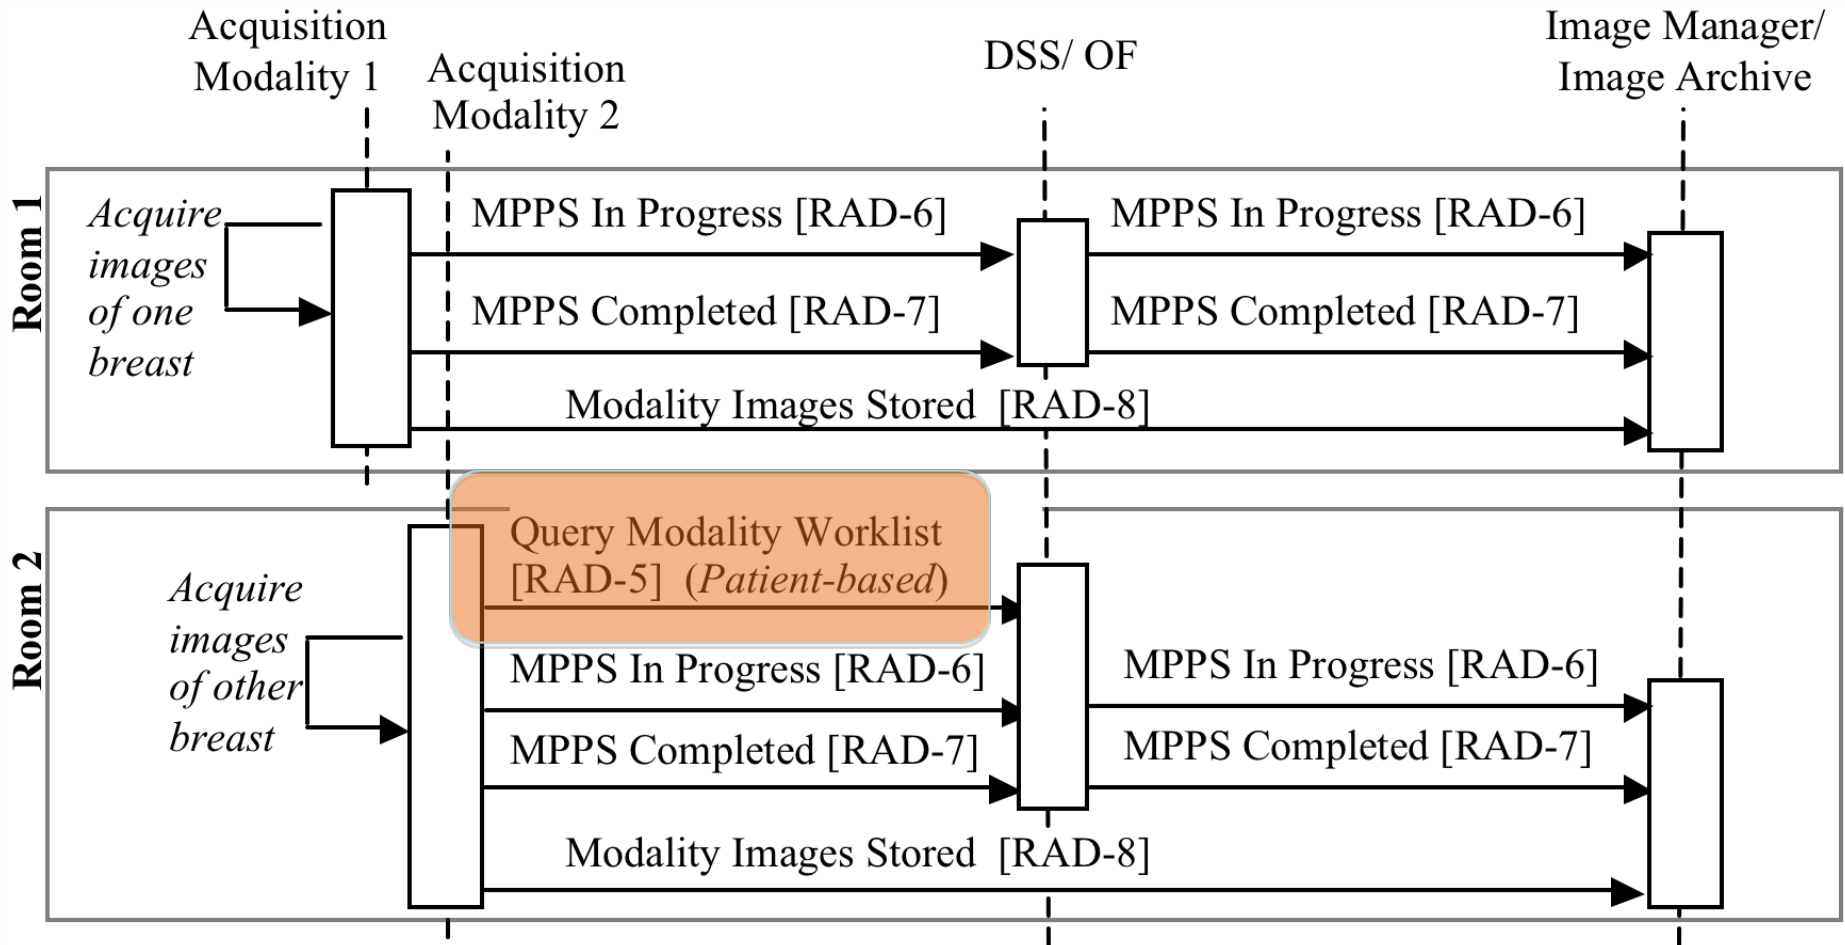 Acquisition
Modality 1
Acquisition
Modality 2
DSS/ OF
Image Manager/
Image Archive
Room 1
Acquire
images
of one
breast
MPPS In Progress [RAD-6]
MPPS In Progress [RAD-6]
MPPS Completed [RAD-7]
MPPS Completed [RAD-7]
Modality Images Stored [RAD-8]
Room 2
Acquire
images
of other
breast
Query Modality Worklist
[RAD-5] (Patient-based)
MPPS In Progress [RAD-6]
MPPS In Progress [RAD-6]
MPPS Completed [RAD-7]
MPPS Completed [RAD-7]
Modality Images Stored [RAD-8]